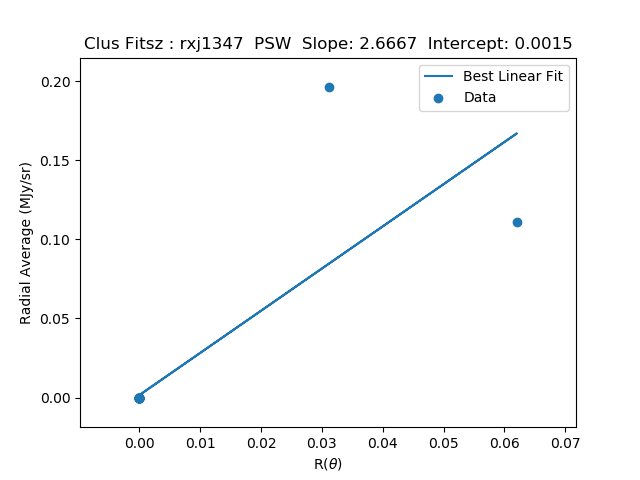 Clus Fitsz : rxj1347  PSW  Slope: 2.6667  Intercept: 0.0015
Best Linear Fit
Data
Radial Average (MJy/sr)
0.20
0.15
0.10
0.05
0.00
0.00 0.01 0.02 0.03 0.04 0.05 0.06 0.07
R(θ)